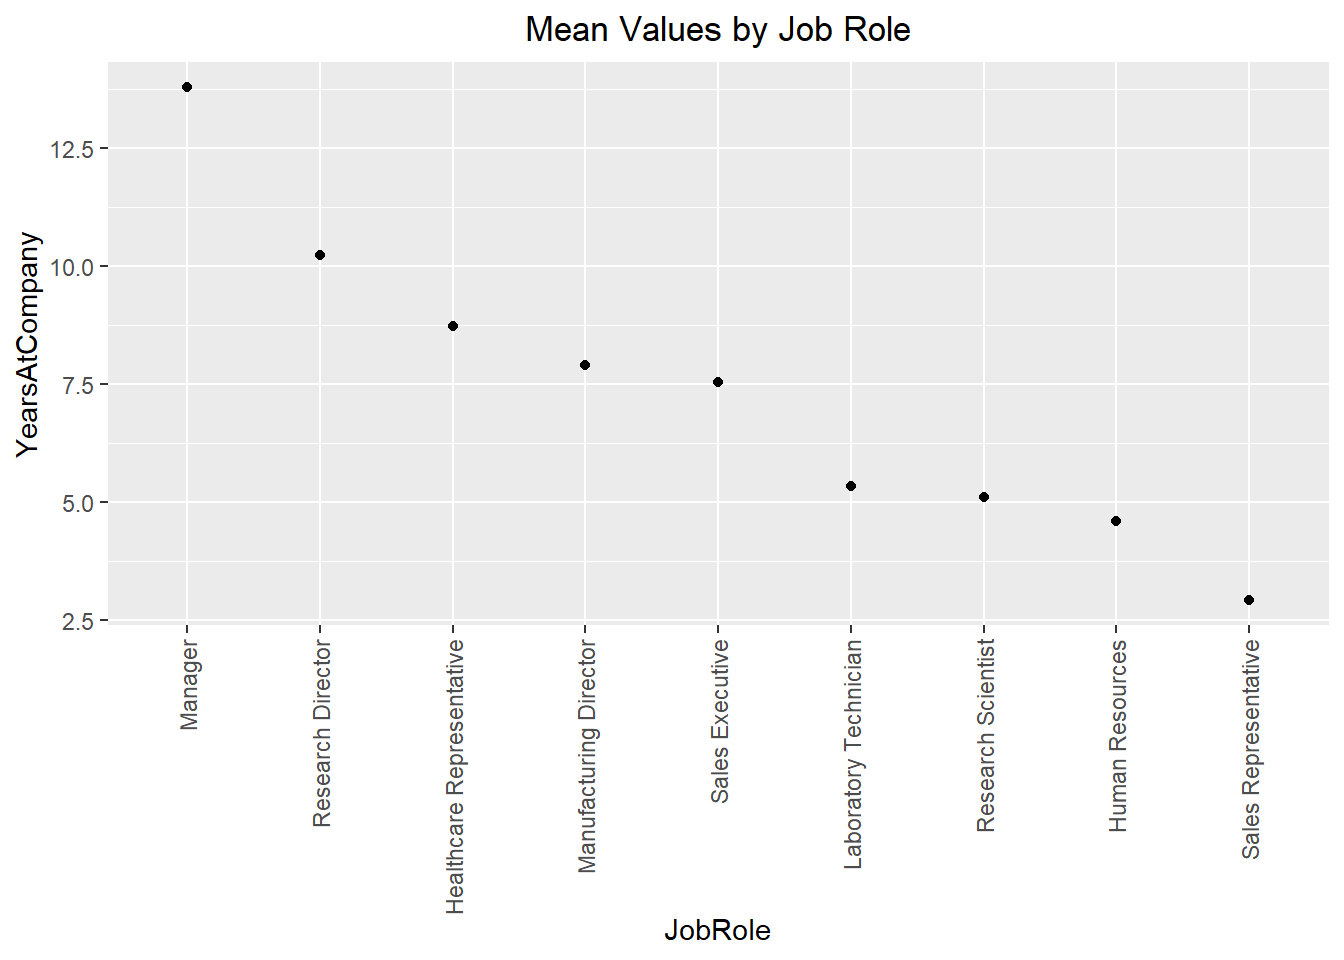 Mean Values by Job Role
YearsAtCompany
12.5
10.0
7.5
5.0
2.5
Manager
Research Director
Healthcare Representative
Manufacturing Director
Sales Executive
Laboratory Technician
Research Scientist
Human Resources
Sales Representative
JobRole